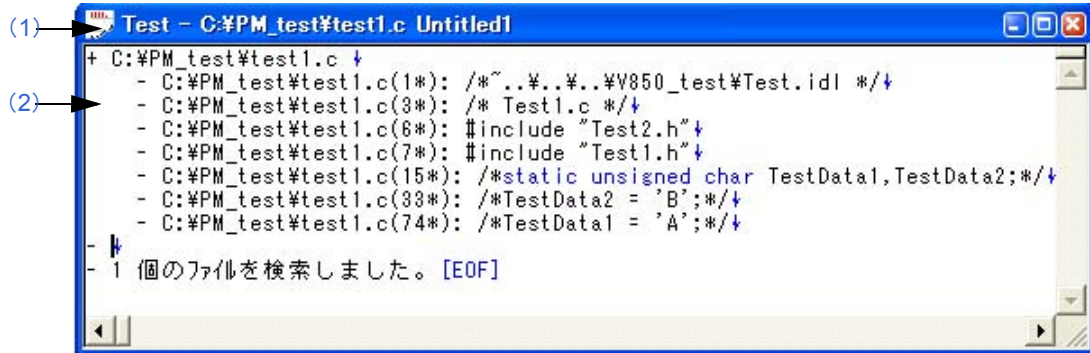 (1)
Test - C:¥PM_test¥test1.c Untitled1
(2)
+ C:¥PM_test¥test1.c ↓
- C:¥PM_test¥test1.c(1*): /*~..¥..¥..¥V850_test¥Test.idl */↓
- C:¥PM_test¥test1.c(3*): /* Test1.c */↓
- C:¥PM_test¥test1.c(6*): #include "Test2.h"↓
- C:¥PM_test¥test1.c(7*): #include "Test1.h"↓
- C:¥PM_test¥test1.c(15*): /*static unsigned char TestData1,TestData2;*/↓
- C:¥PM_test¥test1.c(33*): /*TestData2 = 'B';*/↓
- C:¥PM_test¥test1.c(74*): /*TestData1 = 'A';*/↓
- ↓
- 1 個のファイルを検索しました。[EOF]